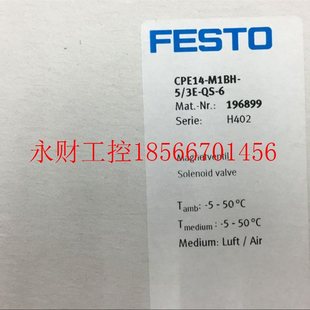 FESTO
CPE14-M1BH-
5/3E-QS-6
Mat.-Nr.: 196899
Serie: H402
永财工控18566701456
Magnetventil
Solenoid valve
Tamb: -5 - 50 °C
Tmedium: -5 - 50 °C
Medium: Luft / Air